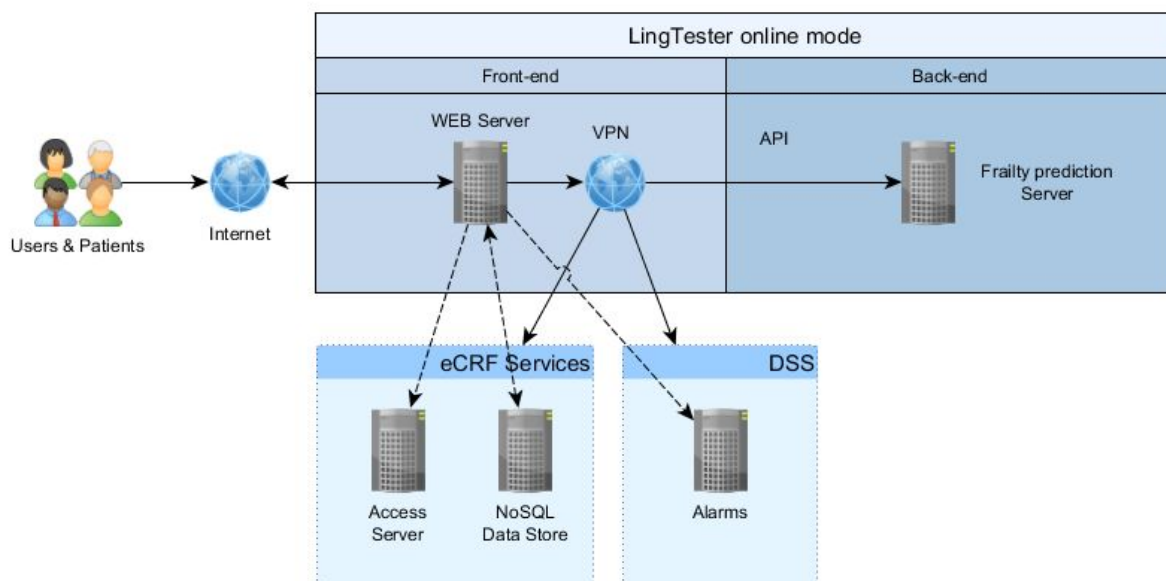 LingTester online mode
Front-end
Back-end
WEB Server
VPN
API
Frailty prediction
Server
Users & Patients
Internet
eCRF Services
DSS
Access
Server
NoSQL
Data Store
Alarms